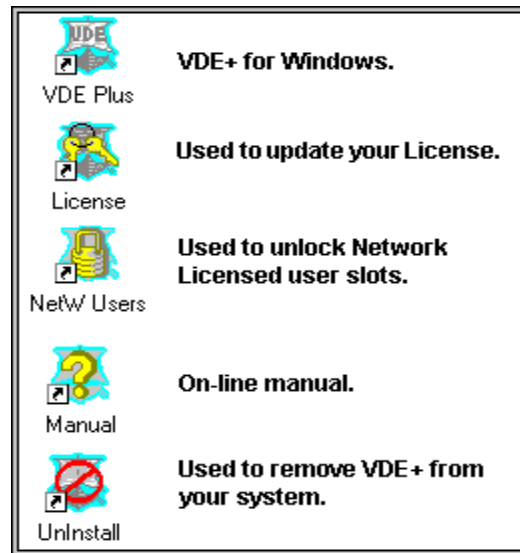 VDE
VDE+ for Windows.
VDE Plus
Used to update your License.
License
Used to unlock Network
Licensed user slots.
NetW Users
?
On-line manual.
Manual
Used to remove VDE+ from
your system.
UnInstall